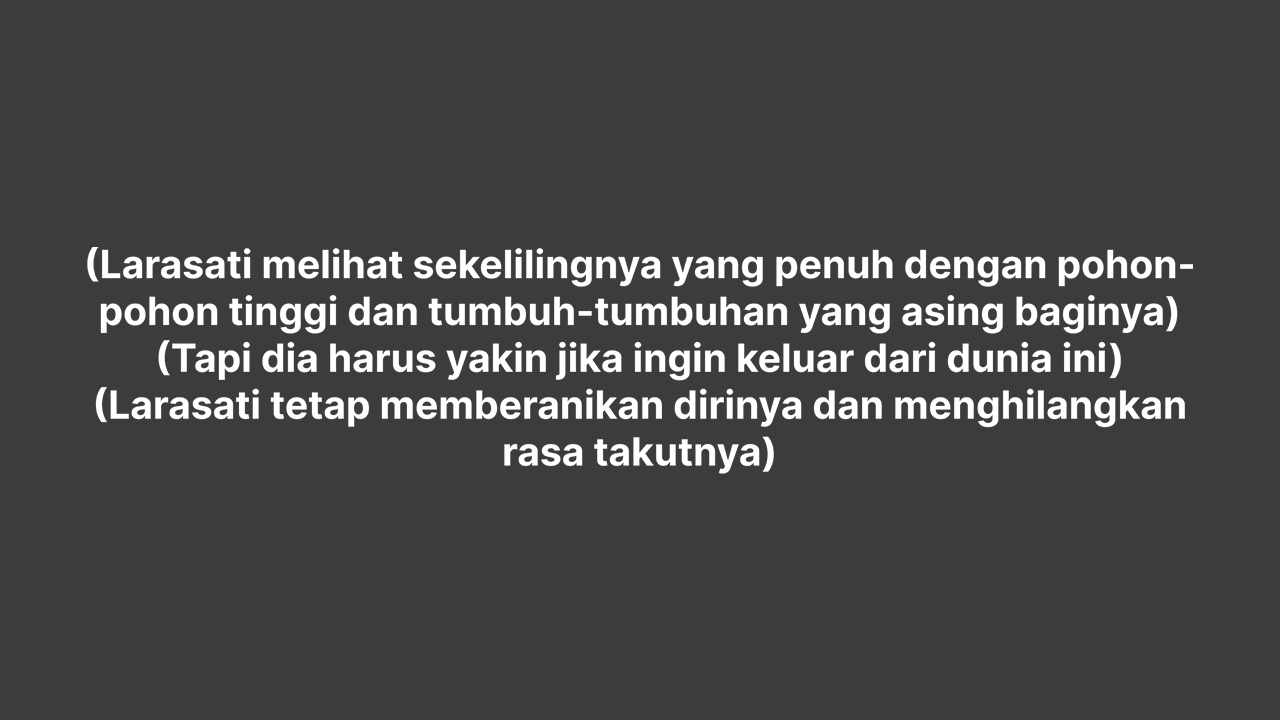 (Larasati melihat sekelilingnya yang penuh dengan pohon-
pohon tinggi dan tumbuh-tumbuhan yang asing baginya)
(Tapi dia harus yakin jika ingin keluar dari dunia ini)
(Larasati tetap memberanikan dirinya dan menghilangkan
rasa takutnya)